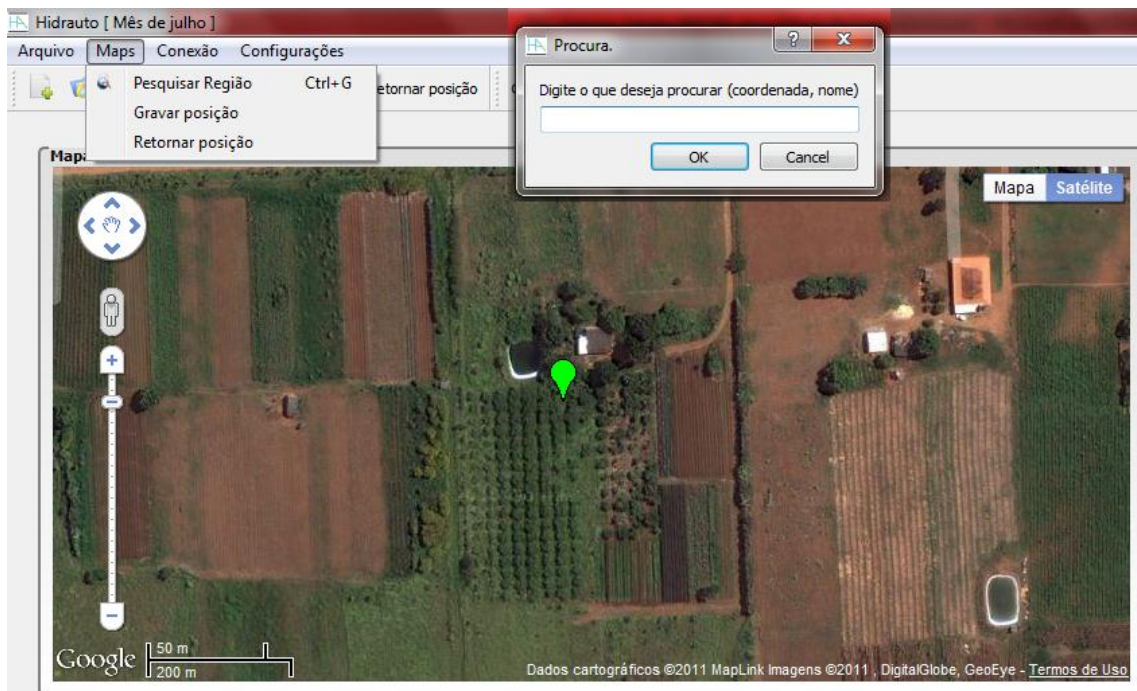 Hidrauto [ Mês de julho ]
Arquivo Maps Conexão Configurações
Pesquisar Região Ctrl+G
Gravar posição
Retornar posição
etornar posição
Procura.
Digite o que deseja procurar (coordenada, nome)
OK Cancel
Mapa
Mapa Satélite
Google
50 m
200 m
Dados cartográficos ©2011 MapLink Imagens ©2011 , DigitalGlobe, GeoEye - Termos de Uso